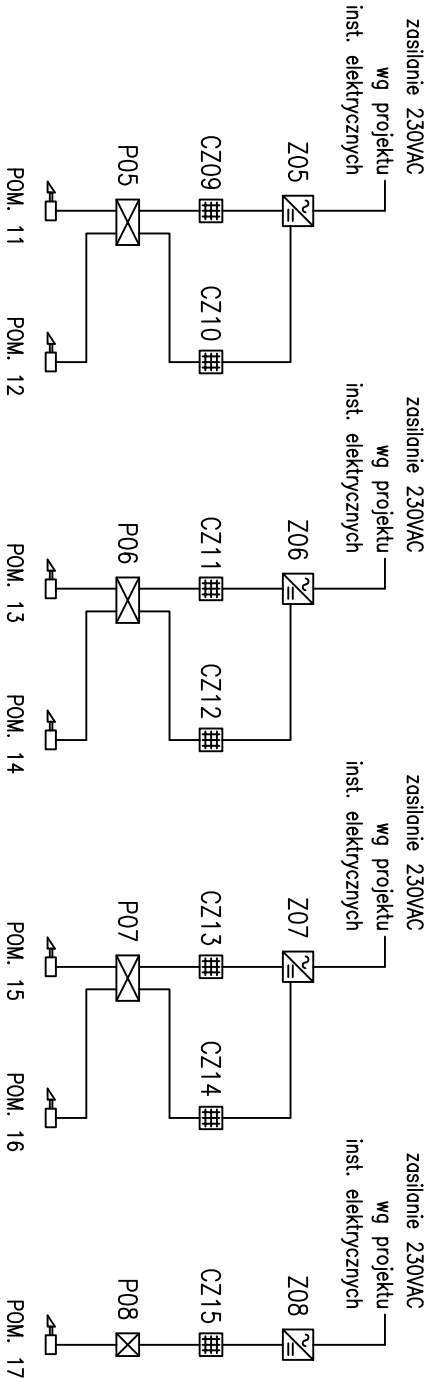 zasilanie 230VAC
wg projektu
inst. elektrycznych
Z05
CZ09
CZ10
P05
POM. 11
POM. 12
zasilanie 230VAC
wg projektu
inst. elektrycznych
Z06
CZ11
CZ12
P06
POM. 13
POM. 14
zasilanie 230VAC
wg projektu
inst. elektrycznych
Z07
CZ13
CZ14
P07
POM. 15
POM. 16
zasilanie 230VAC
wg projektu
inst. elektrycznych
Z08
CZ15
P08
POM. 17